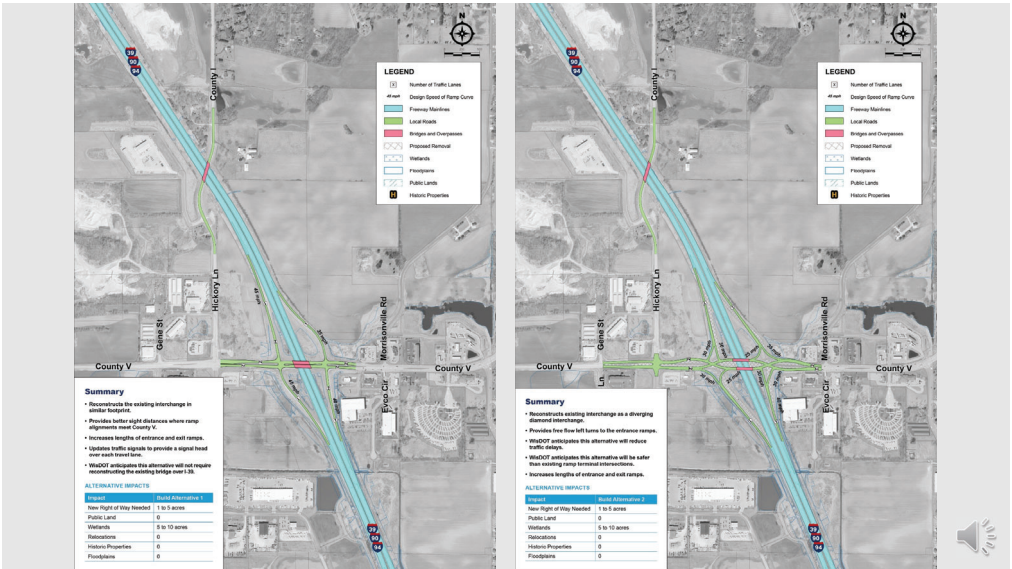 N
39
90
94
County I
LEGEND
Number of Traffic Lanes
45 mph Design Speed of Ramp Curve
Freeway Mainlines
Local Roads
Bridges and Overpasses
Proposed Removal
Wetlands
Floodplains
Public Lands
H Historic Properties
Hickory Ln
Gene St
Morrisonville Rd
45 mph
County V
County V
Evco Cir
Summary
• Reconstructs the existing interchange in
similar footprint.
• Provides better sight distances where ramp
alignments meet County V.
• Increases lengths of entrance and exit ramps.
• Updates traffic signals to provide a signal head
over each travel lane.
• WisDOT anticipates this alternative will not require
reconstructing the existing bridge over I-39.
ALTERNATIVE IMPACTS
Impact Build Alternative 1
New Right of Way Needed 1 to 5 acres
Public Land 0
Wetlands 5 to 10 acres
Relocations 0
Historic Properties 0
Floodplains 0
39
90
94
N
39
90
94
County I
LEGEND
Number of Traffic Lanes
45 mph Design Speed of Ramp Curve
Freeway Mainlines
Local Roads
Bridges and Overpasses
Proposed Removal
Wetlands
Floodplains
Public Lands
H Historic Properties
Hickory Ln
Gene St
Morrisonville Rd
30 mph
25 mph
County V
County V
Ln
Evco Cir
Summary
• Reconstructs existing interchange as a diverging
diamond interchange.
• Provides free flow left turns to the entrance ramps.
• WisDOT anticipates this alternative will reduce
traffic delays.
• WisDOT anticipates this alternative will be safer
than existing ramp terminal intersections.
• Increases lengths of entrance and exit ramps.
ALTERNATIVE IMPACTS
Impact Build Alternative 2
New Right of Way Needed 1 to 5 acres
Public Land 0
Wetlands 5 to 10 acres
Relocations 0
Historic Properties 0
Floodplains 0
39
90
94